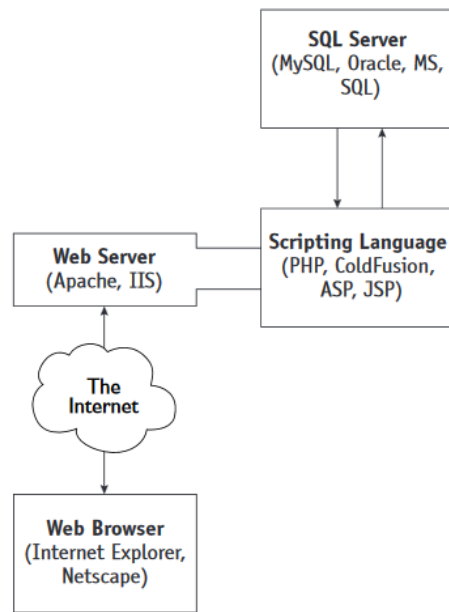 SQL Server
(MySQL, Oracle, MS,
SQL)
Scripting Language
(PHP, ColdFusion,
ASP, JSP)
Web Server
(Apache, IIS)
The
Internet
Web Browser
(Internet Explorer,
Netscape)